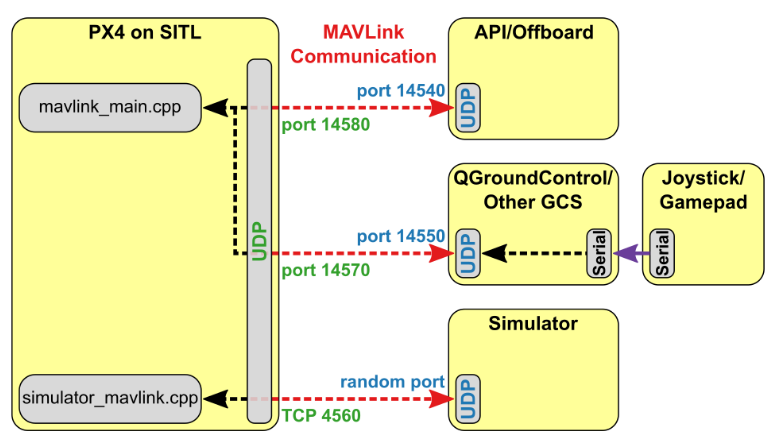 PX4 on SITL
MAVLink
Communication
API/Offboard
mavlink_main.cpp
port 14540
port 14580
UDP
QGroundControl/
Other GCS
Joystick/
Gamepad
UDP
port 14550
port 14570
UDP
Serial
Serial
Simulator
simulator_mavlink.cpp
random port
TCP 4560
UDP